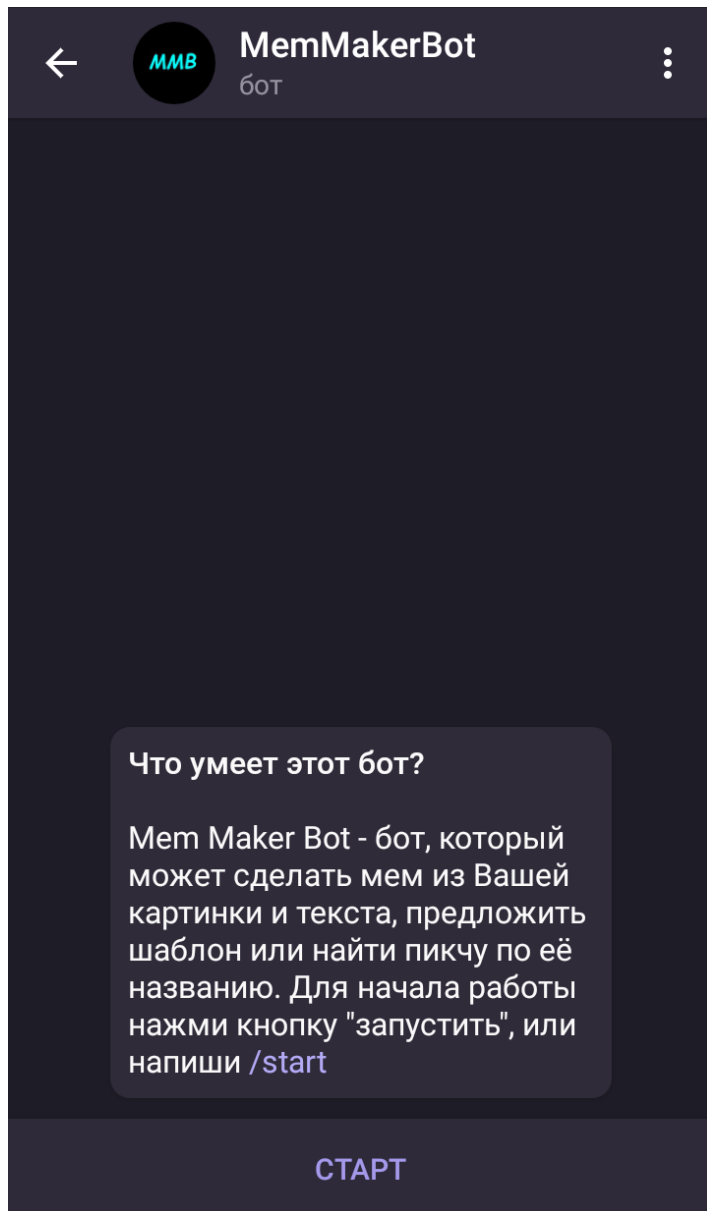 MMB
MemMakerBot
бот
Что умеет этот бот?
Mem Maker Bot - бот, который
может сделать мем из Вашей
картинки и текста, предложить
шаблон или найти пикчу по её
названию. Для начала работы
нажми кнопку "запустить", или
напиши /start
СТАРТ